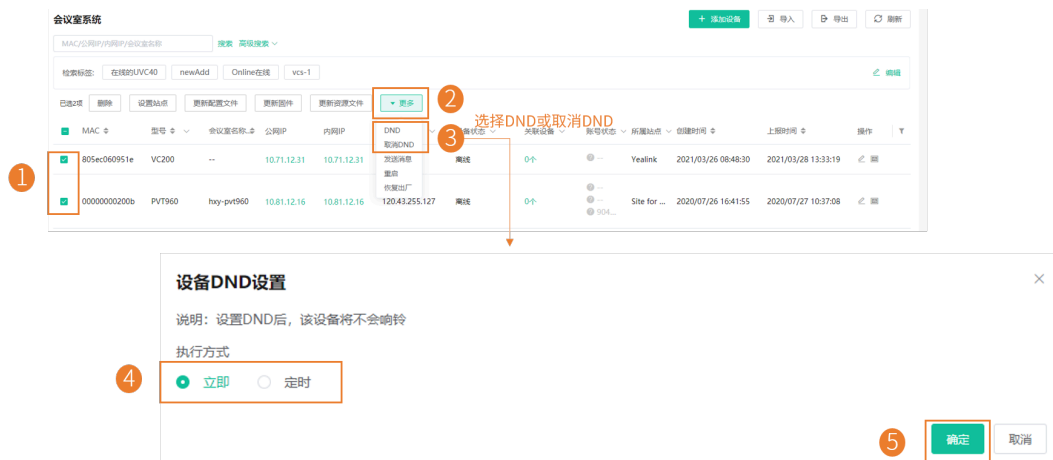 会议室系统
+ 添加设备 导入 导出 刷新
MAC/公网IP/内网IP/会议室名称 搜索 高级搜索
检索标签: 在线的UVC40 newAdd Online在线 vcs-1 编辑
已选2项 删除 设置站点 更新配置文件 更新固件 更新资源文件 更多 2
选择DND或取消DND
MAC 型号 会议室名称.. 公网IP 内网IP DND 备状态 关联设备 账号状态 所属站点 创建时间 上报时间 操作
取消DND 3
805ec060951e VC200 -- 10.71.12.31 10.71.12.31 发送消息 离线 0个 -- Yealink 2021/03/26 08:48:30 2021/03/28 13:33:19
重启
1
恢复出厂
00000000200b PVT960 hxy-pvt960 10.81.12.16 10.81.12.16 120.43.255.127 离线 0个 -- -- 904... Site for ... 2020/07/26 16:41:55 2020/07/27 10:37:08
设备DND设置
说明：设置DND后，该设备将不会响铃
执行方式
4 立即 定时
5 确定 取消